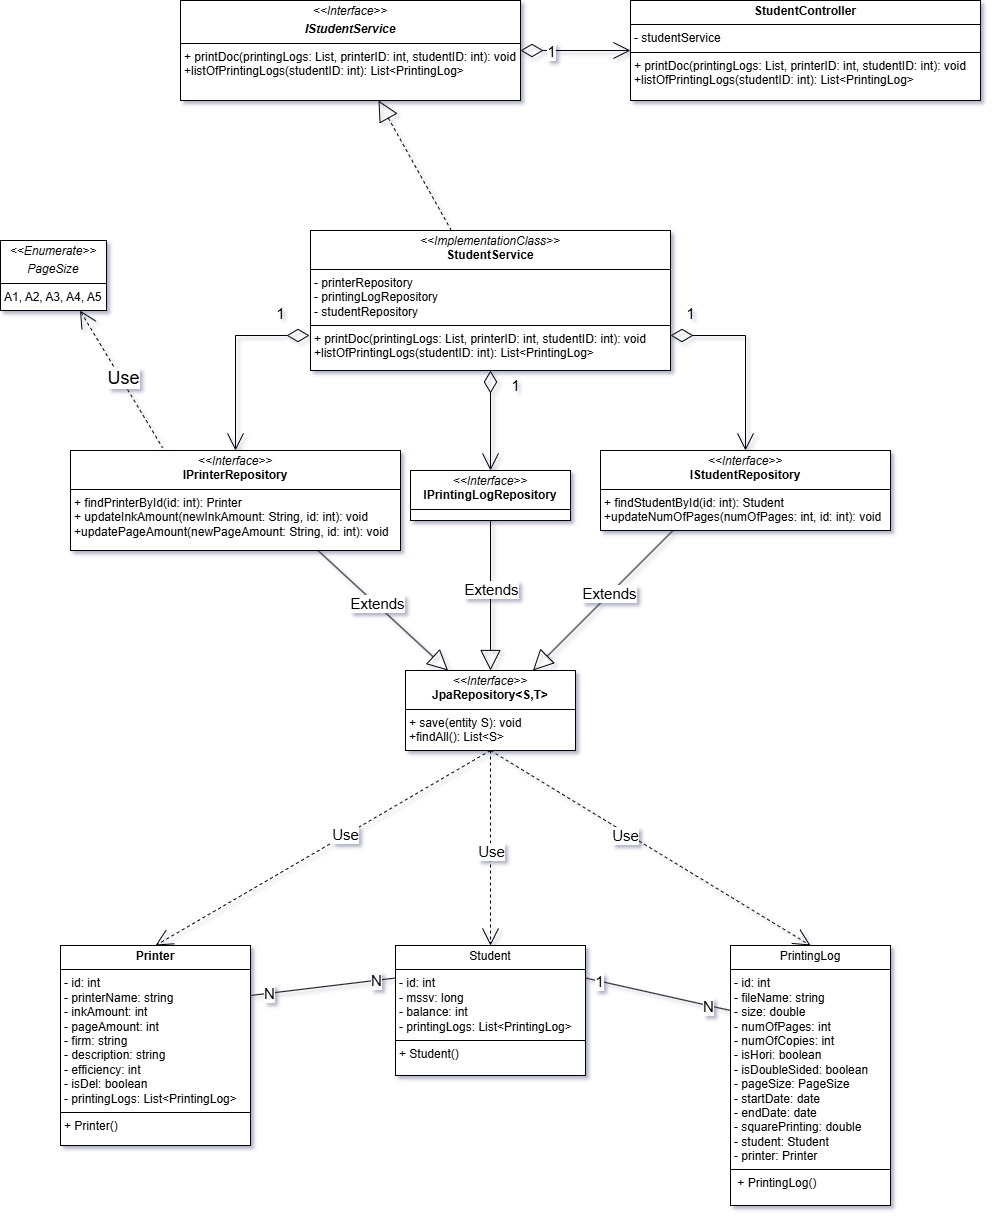 <<Interface>>
IStudentService
+ printDoc(printingLogs: List, printerID: int, studentID: int): void
+listOfPrintingLogs(studentID: int): List<PrintingLog>
1
StudentController
- studentService
+ printDoc(printingLogs: List, printerID: int, studentID: int): void
+listOfPrintingLogs(studentID: int): List<PrintingLog>
<<Enumerate>>
PageSize
A1, A2, A3, A4, A5
Use
<<ImplementationClass>>
StudentService
- printerRepository
- printingLogRepository
- studentRepository
+ printDoc(printingLogs: List, printerID: int, studentID: int): void
+listOfPrintingLogs(studentID: int): List<PrintingLog>
1
1
1
<<Interface>>
IPrinterRepository
+ findPrinterById(id: int): Printer
+ updateInkAmount(newInkAmount: String, id: int): void
+updatePageAmount(newPageAmount: String, id: int): void
<<Interface>>
IPrintingLogRepository
<<Interface>>
IStudentRepository
+ findStudentById(id: int): Student
+updateNumOfPages(numOfPages: int, id: int): void
Extends
Extends
Extends
<<Interface>>
JpaRepository<S,T>
+ save(entity S): void
+findAll(): List<S>
Use
Use
Use
Printer
- id: int
- printerName: string
- inkAmount: int
- pageAmount: int
- firm: string
- description: string
- efficiency: int
- isDel: boolean
- printingLogs: List<PrintingLog>
+ Printer()
N
N
Student
- id: int
- mssv: long
- balance: int
- printingLogs: List<PrintingLog>
+ Student()
1
N
PrintingLog
- id: int
- fileName: string
- size: double
- numOfPages: int
- numOfCopies: int
- isHori: boolean
- isDoubleSided: boolean
- pageSize: PageSize
- startDate: date
- endDate: date
- squarePrinting: double
- student: Student
- printer: Printer
+ PrintingLog()